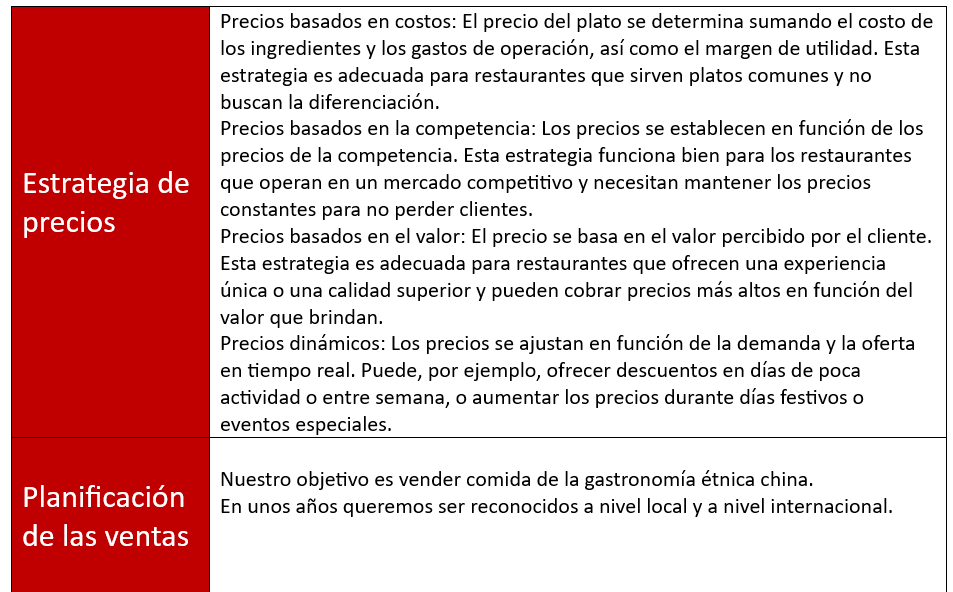 Estrategia de
precios
Precios basados en costos: El precio del plato se determina sumando el costo de
los ingredientes y los gastos de operación, así como el margen de utilidad. Esta
estrategia es adecuada para restaurantes que sirven platos comunes y no
buscan la diferenciación.
Precios basados en la competencia: Los precios se establecen en función de los
precios de la competencia. Esta estrategia funciona bien para los restaurantes
que operan en un mercado competitivo y necesitan mantener los precios
constantes para no perder clientes.
Precios basados en el valor: El precio se basa en el valor percibido por el cliente.
Esta estrategia es adecuada para restaurantes que ofrecen una experiencia
única o una calidad superior y pueden cobrar precios más altos en función del
valor que brindan.
Precios dinámicos: Los precios se ajustan en función de la demanda y la oferta
en tiempo real. Puede, por ejemplo, ofrecer descuentos en días de poca
actividad o entre semana, o aumentar los precios durante días festivos o
eventos especiales.
Planificación
de las ventas
Nuestro objetivo es vender comida de la gastronomía étnica china.
En unos años queremos ser reconocidos a nivel local y a nivel internacional.